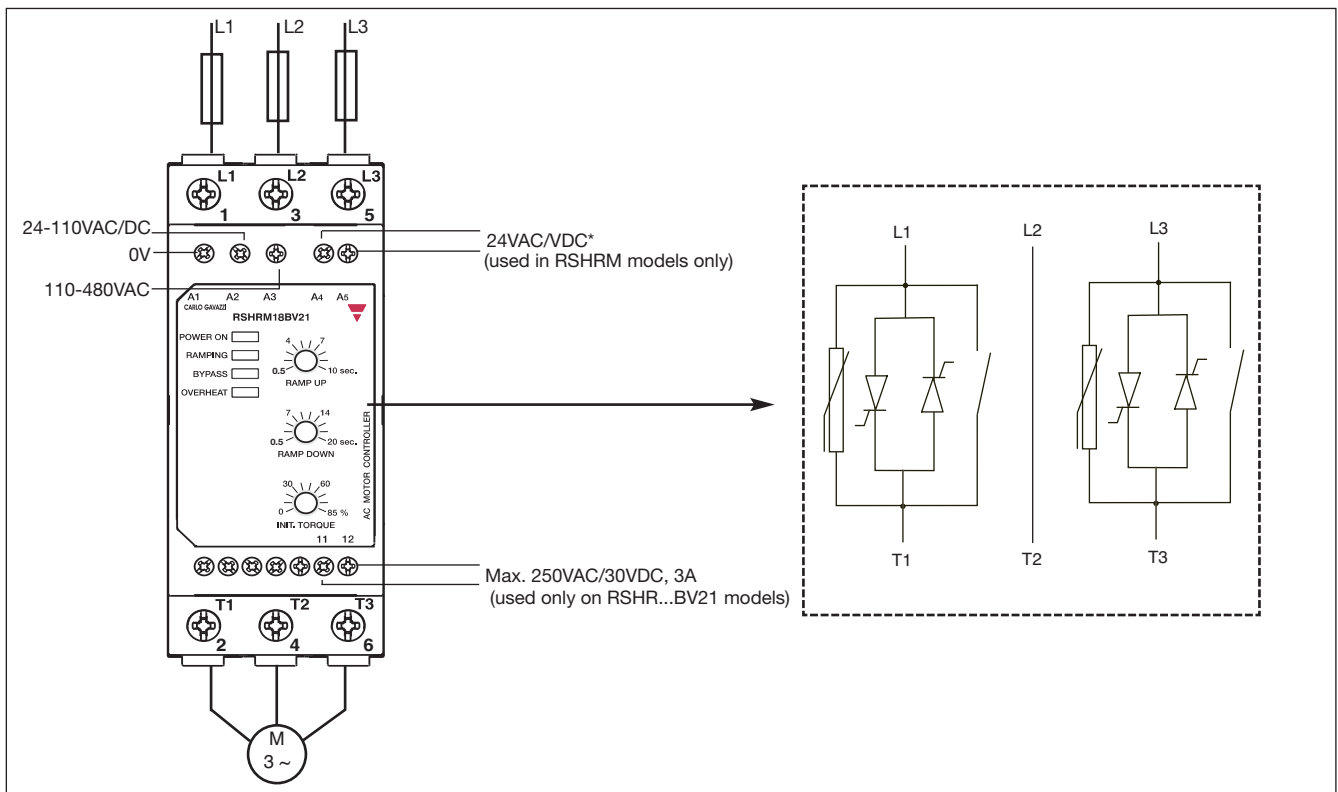 L1 L2 L3
L1 L2 L3
1 3 5
24-110VAC/DC
0V
110-480VAC
24VAC/VDC*
(used in RSHRM models only)
A1 A2 A3 A4 A5
CARLO GAVAZZI
RSHRM18BV21
POWER ON
RAMPING
BYPASS
OVERHEAT
4 7
0.5 10 sec.
RAMP UP
7 14
0.5 20 sec.
RAMP DOWN
30 60
0 85 %
INIT. TORQUE
AC MOTOR CONTROLLER
11 12
Max. 250VAC/30VDC, 3A
(used only on RSHR...BV21 models)
T1 T2 T3
2 4 6
M
3 ~
L1 L2 L3
T1 T2 T3